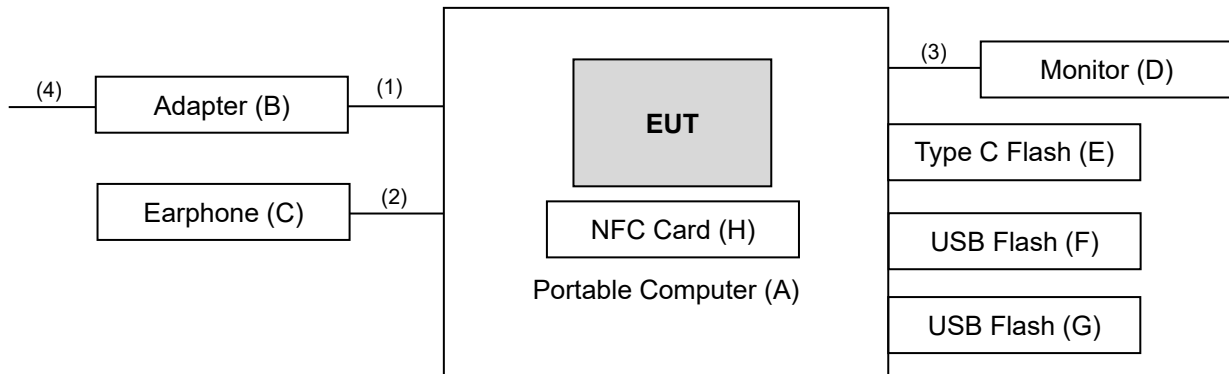 (4)
Adapter (B)
(1)
Earphone (C)
(2)
EUT
NFC Card (H)
Portable Computer (A)
(3)
Monitor (D)
Type C Flash (E)
USB Flash (F)
USB Flash (G)